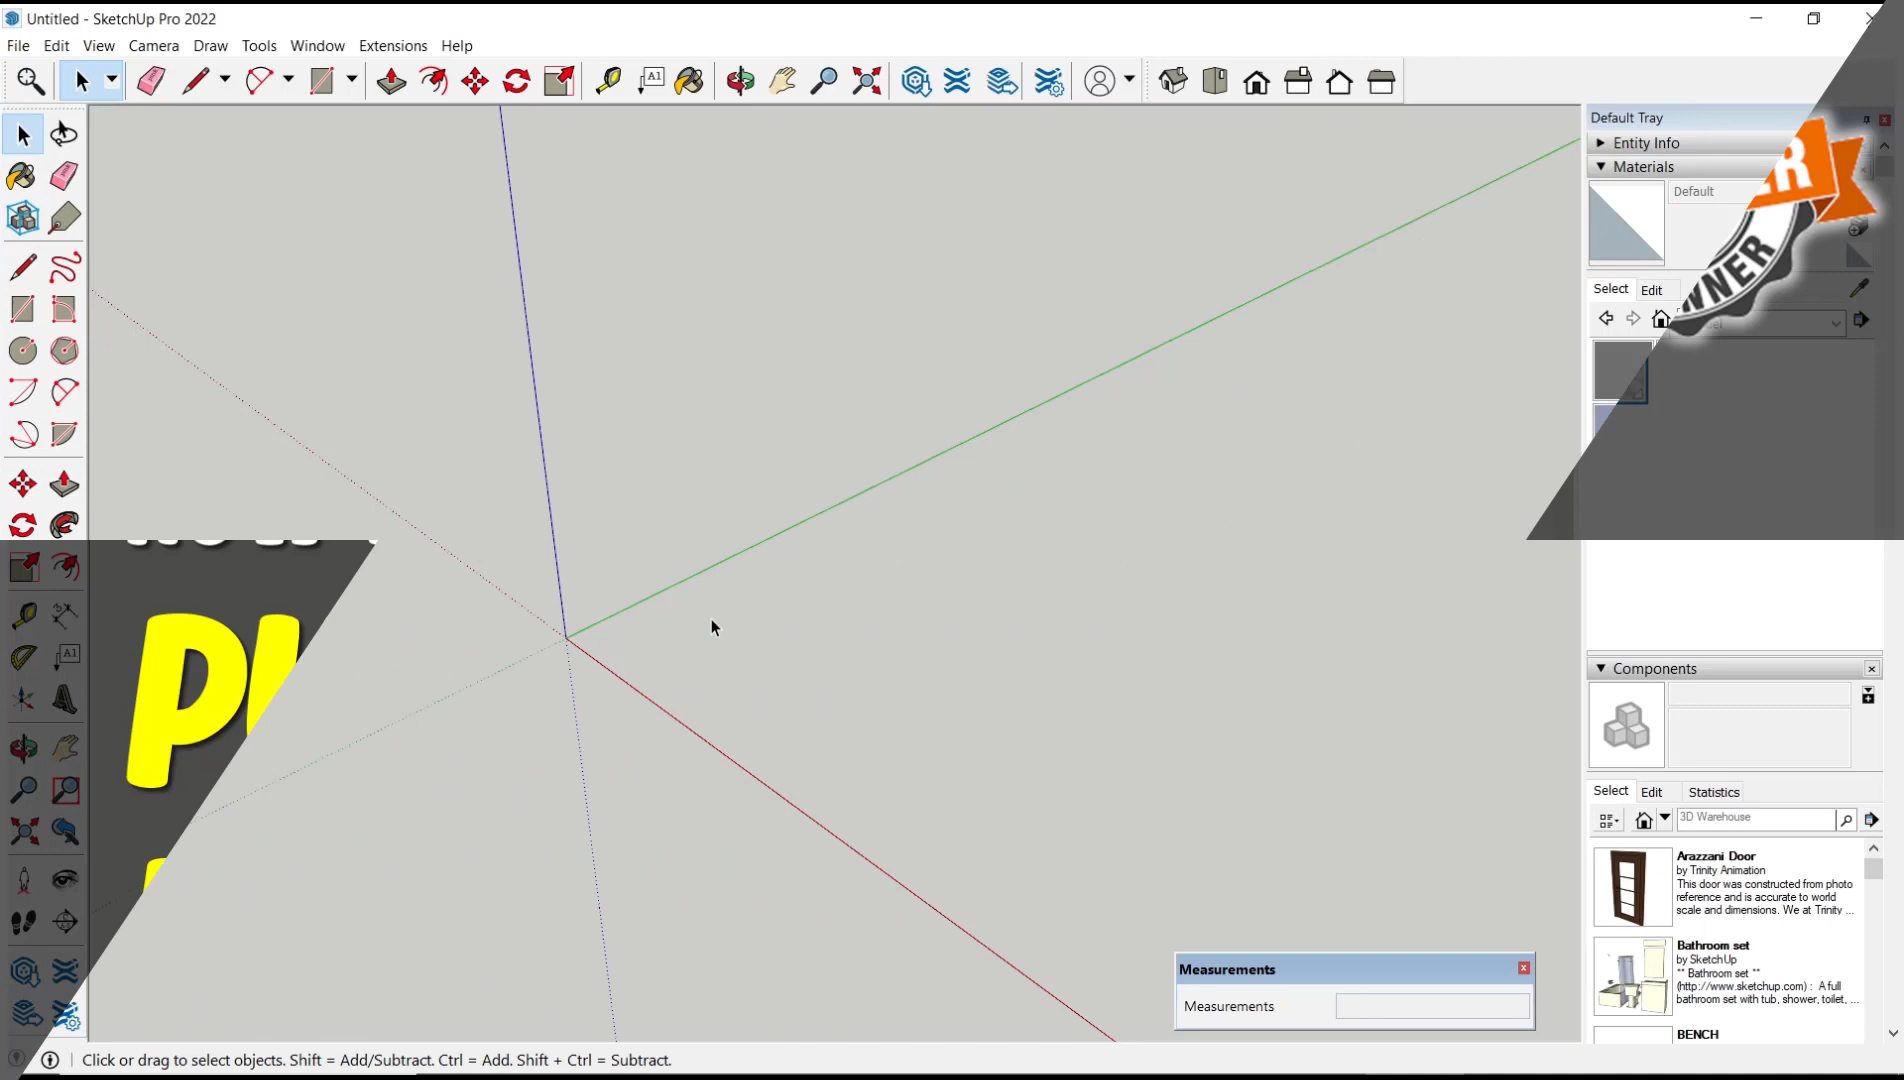 Untitled - SketchUp Pro 2022
File Edit View Camera Draw Tools Window Extensions Help
A1
Default Tray
Entity Info
Materials
Default
Select Edit
A1
Components
Select Edit Statistics
3D Warehouse
Arazzani Door
by Trinity Animation
This door was constructed from photo
reference and is accurate to world
scale and dimensions. We at Trinity ...
Bathroom set
by SketchUp
** Bathroom set **
(http://www.sketchup.com) : A full
bathroom set with tub, shower, toilet, ...
BENCH
Measurements
Measurements
Click or drag to select objects. Shift = Add/Subtract. Ctrl = Add. Shift + Ctrl = Subtract.